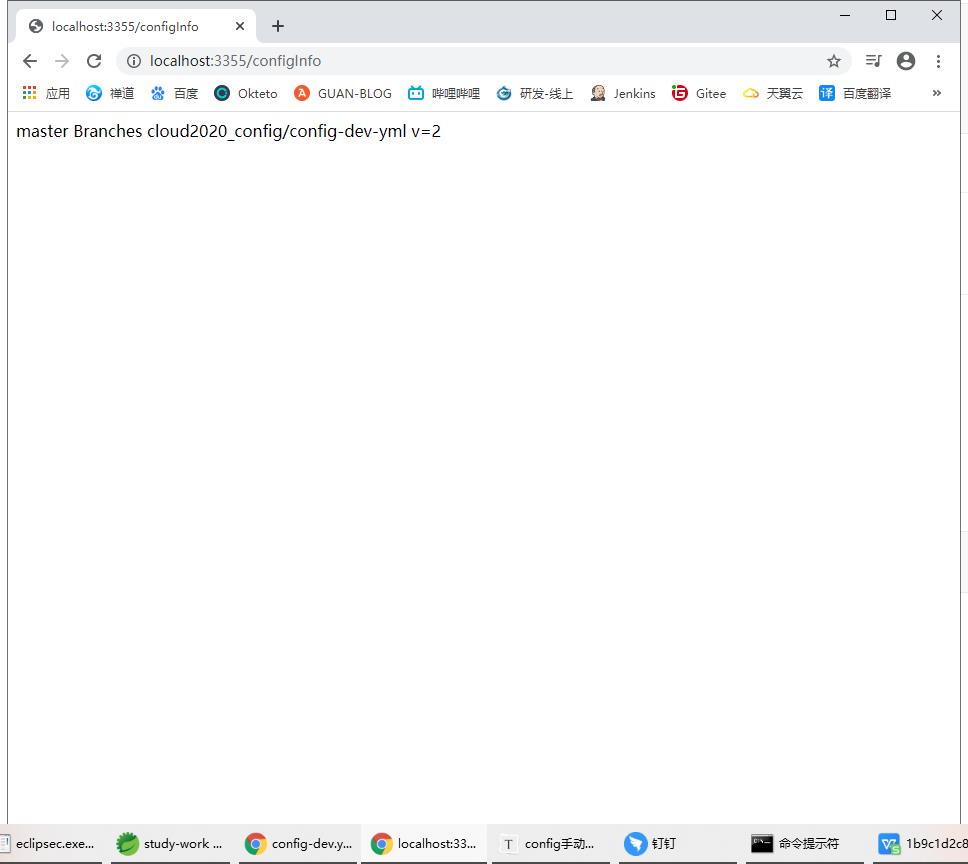 localhost:3355/configInfo
localhost:3355/configInfo
应用 禅道 百度 Okteto GUAN-BLOG 哔哩哔哩 研发-线上 Jenkins Gitee 天翼云 百度翻译
master Branches cloud2020_config/config-dev-yml v=2
eclipsec.exe... study-work ... config-dev.y... localhost:33... config手动... 钉钉 命令提示符 1b9c1d2c8